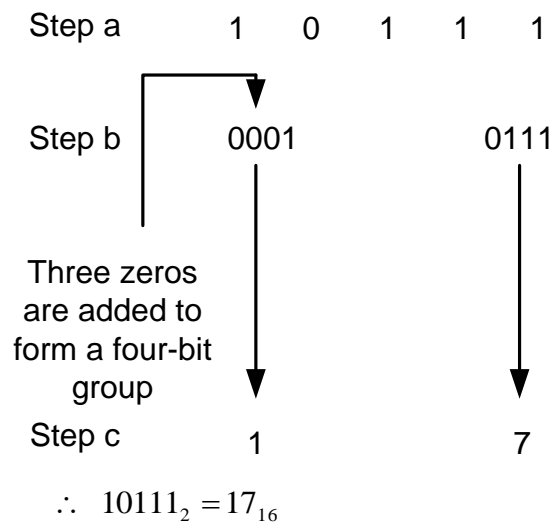 Step a 1 0 1 1 1
Step b 0001 0111
Three zeros
are added to
form a four-bit
group
Step c 1 7
∴ 10111₂ = 17₁₆